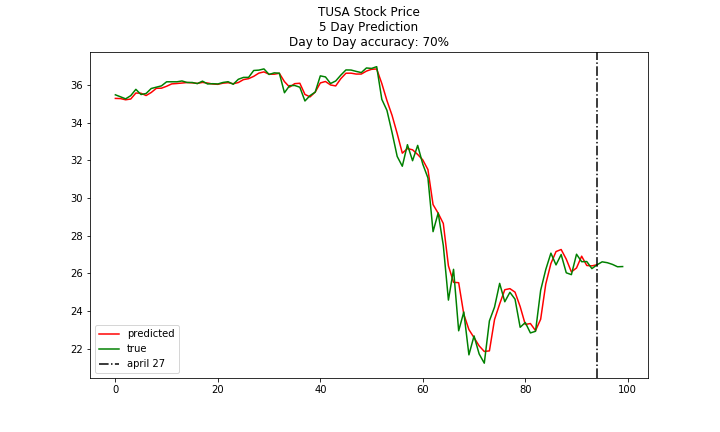 TUSA Stock Price
5 Day Prediction
Day to Day accuracy: 70%
36
34
32
30
28
26
24
22
predicted
true
april 27
0 20 40 60 80 100